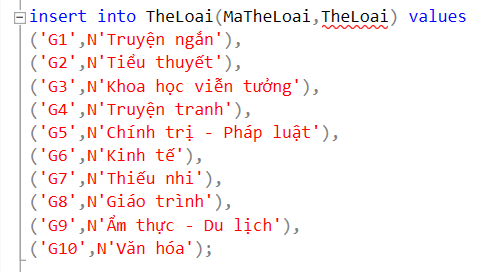 insert into TheLoai(MaTheLoai,TheLoai) values
('G1',N'Truyện ngắn'),
('G2',N'Tiểu thuyết'),
('G3',N'Khoa học viễn tưởng'),
('G4',N'Truyện tranh'),
('G5',N'Chính trị - Pháp luật'),
('G6',N'Kinh tế'),
('G7',N'Thiếu nhi'),
('G8',N'Giáo trình'),
('G9',N'Ẩm thực - Du lịch'),
('G10',N'Văn hóa');